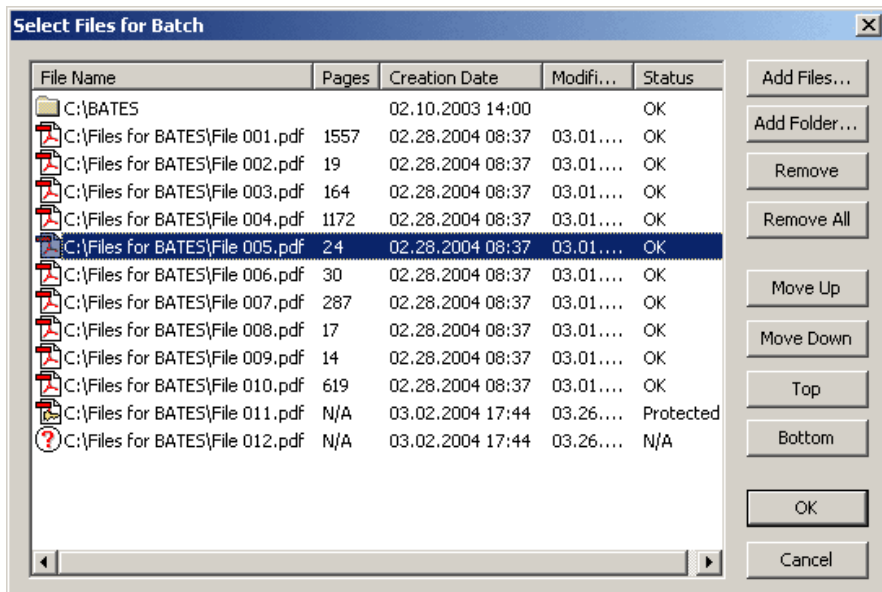 Select Files for Batch
File Name Pages Creation Date Modifi... Status
C:\BATES 02.10.2003 14:00 OK
C:\Files for BATES\File 001.pdf 1557 02.28.2004 08:37 03.01.... OK
C:\Files for BATES\File 002.pdf 19 02.28.2004 08:37 03.01.... OK
C:\Files for BATES\File 003.pdf 164 02.28.2004 08:37 03.01.... OK
C:\Files for BATES\File 004.pdf 1172 02.28.2004 08:37 03.01.... OK
C:\Files for BATES\File 005.pdf 24 02.28.2004 08:37 03.01.... OK
C:\Files for BATES\File 006.pdf 30 02.28.2004 08:37 03.01.... OK
C:\Files for BATES\File 007.pdf 287 02.28.2004 08:37 03.01.... OK
C:\Files for BATES\File 008.pdf 17 02.28.2004 08:37 03.01.... OK
C:\Files for BATES\File 009.pdf 14 02.28.2004 08:37 03.01.... OK
C:\Files for BATES\File 010.pdf 619 02.28.2004 08:37 03.01.... OK
C:\Files for BATES\File 011.pdf N/A 03.02.2004 17:44 03.26.... Protected
C:\Files for BATES\File 012.pdf N/A 03.02.2004 17:44 03.26.... N/A
Add Files...
Add Folder...
Remove
Remove All
Move Up
Move Down
Top
Bottom
OK
Cancel